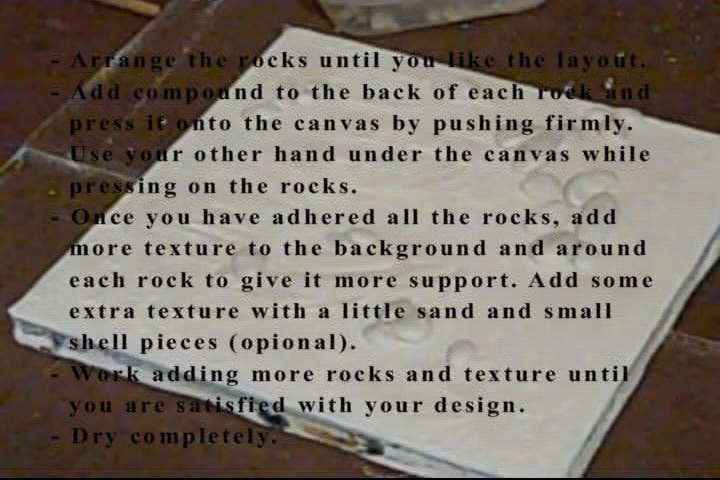 - Arrange the rocks until you like the layout.
- Add compound to the back of each rock and
press it onto the canvas by pushing firmly.
Use your other hand under the canvas while
pressing on the rocks.
- Once you have adhered all the rocks, add
more texture to the background and around
each rock to give it more support. Add some
extra texture with a little sand and small
shell pieces (opional).
- Work adding more rocks and texture until
you are satisfied with your design.
- Dry completely.